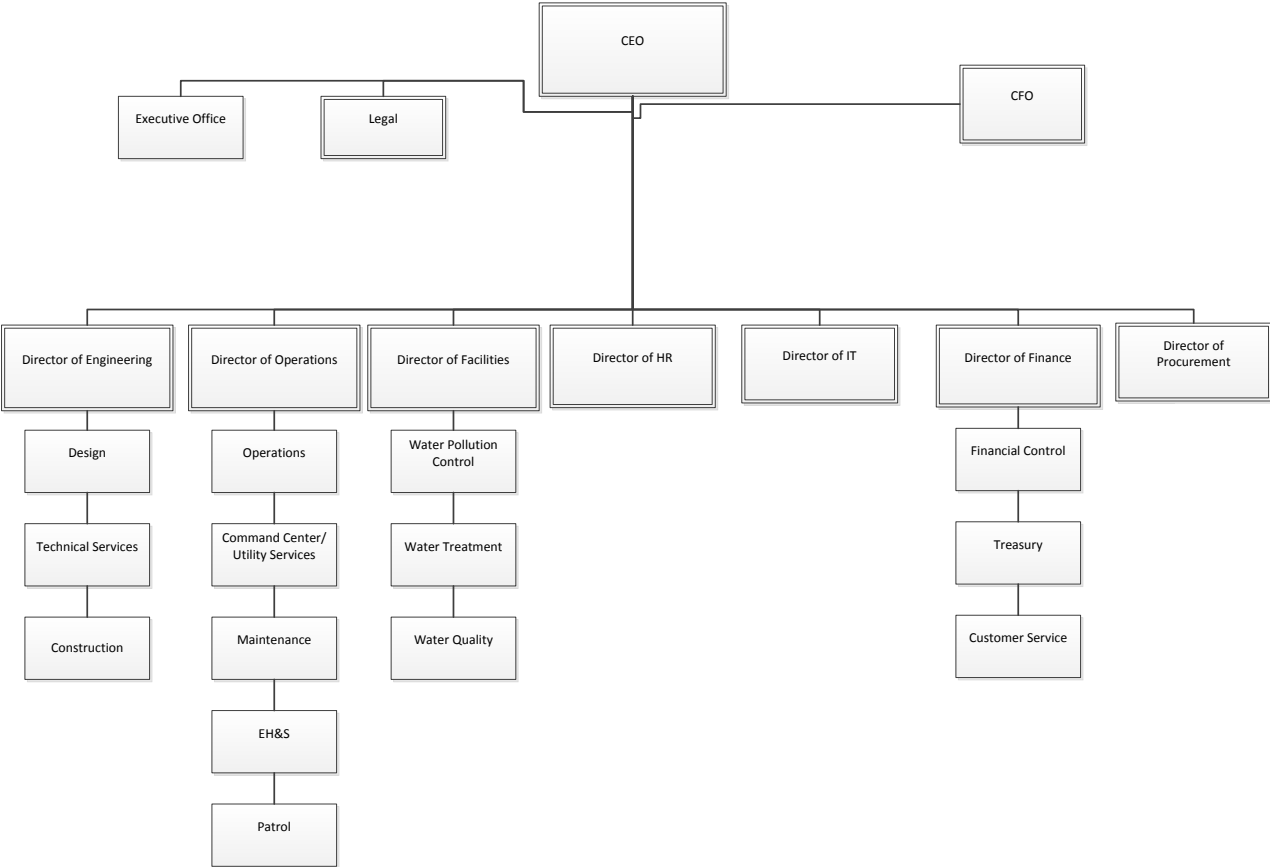 CEO
CFO
Executive Office
Legal
Director of Engineering
Director of Operations
Director of Facilities
Director of HR
Director of IT
Director of Finance
Director of
Procurement
Design
Operations
Water Pollution
Control
Financial Control
Technical Services
Command Center/
Utility Services
Water Treatment
Treasury
Construction
Maintenance
Water Quality
Customer Service
EH&S
Patrol